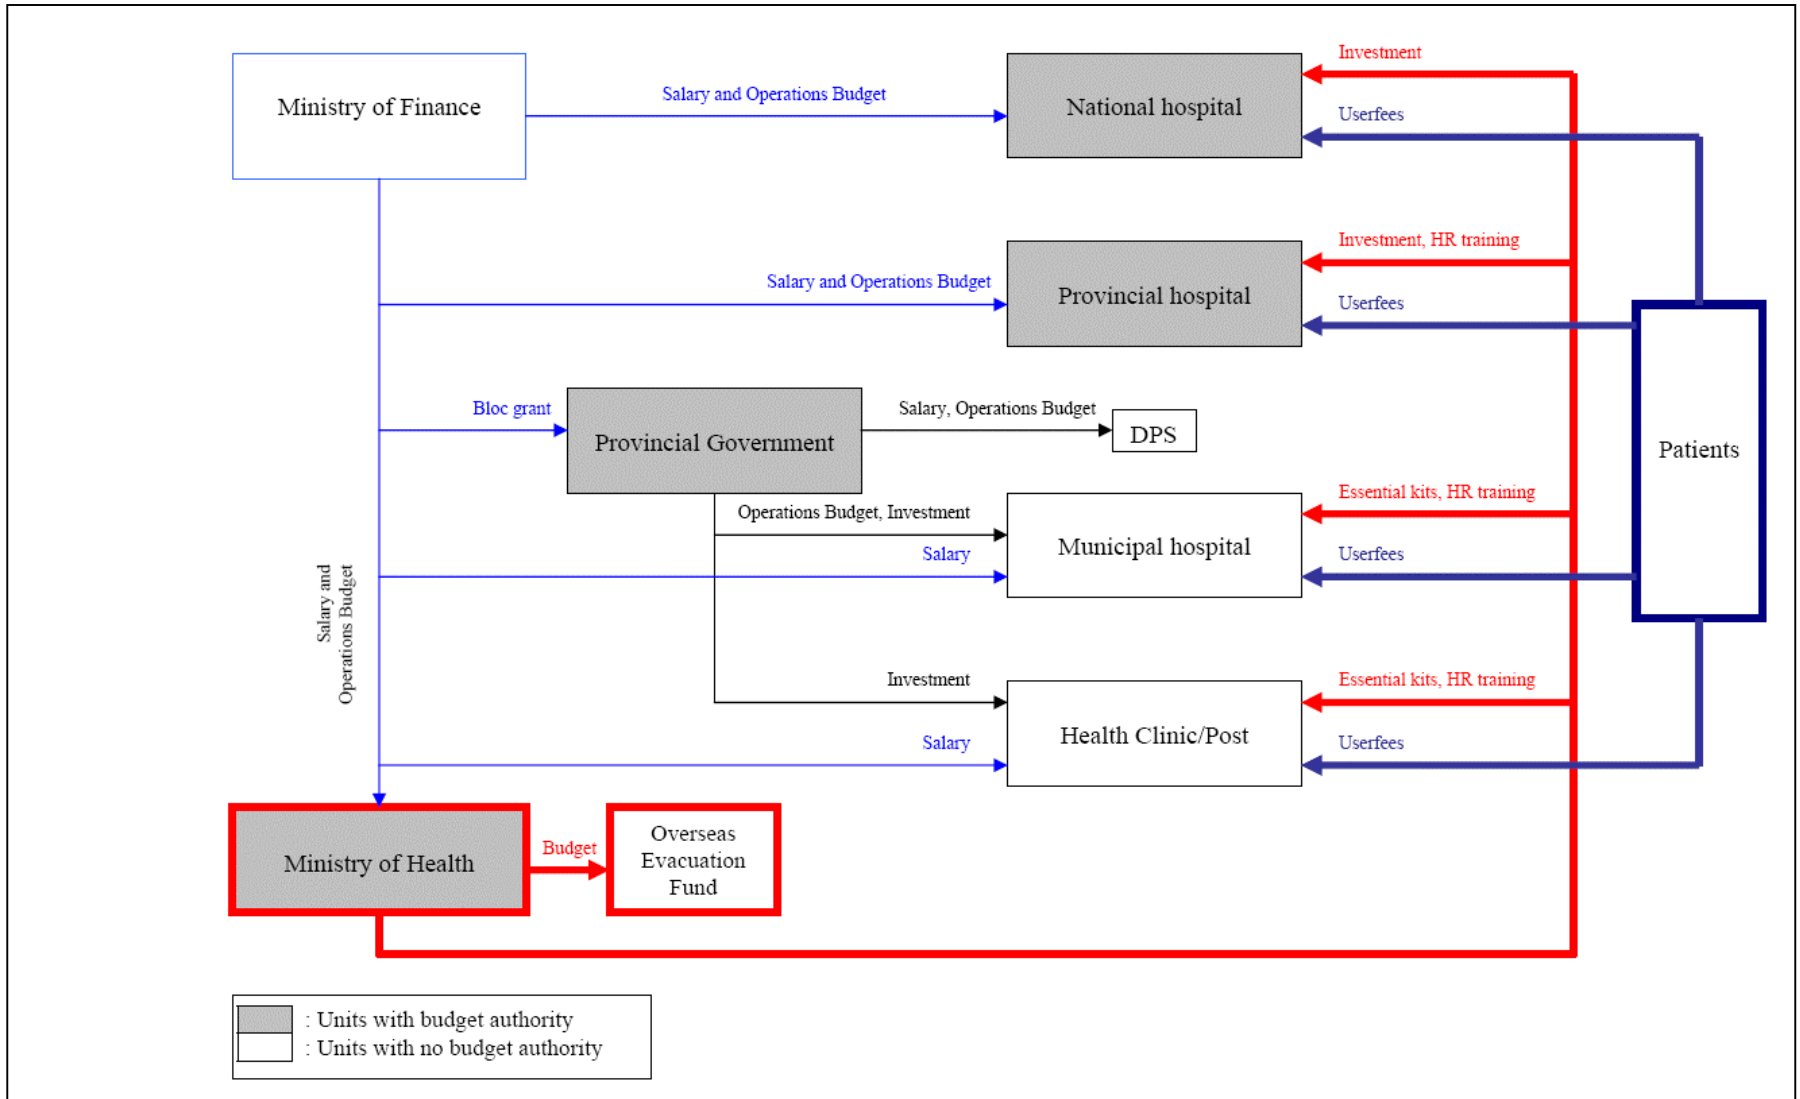 Investment
Ministry of Finance
Salary and Operations Budget
National hospital
Userfees
Investment, HR training
Salary and Operations Budget
Provincial hospital
Userfees
Bloc grant
Provincial Government
Salary, Operations Budget
DPS
Patients
Essential kits, HR training
Operations Budget, Investment
Municipal hospital
Salary
Userfees
Salary and
Operations Budget
Investment
Essential kits, HR training
Health Clinic/Post
Salary
Userfees
Ministry of Health
Budget
Overseas
Evacuation
Fund
: Units with budget authority
: Units with no budget authority